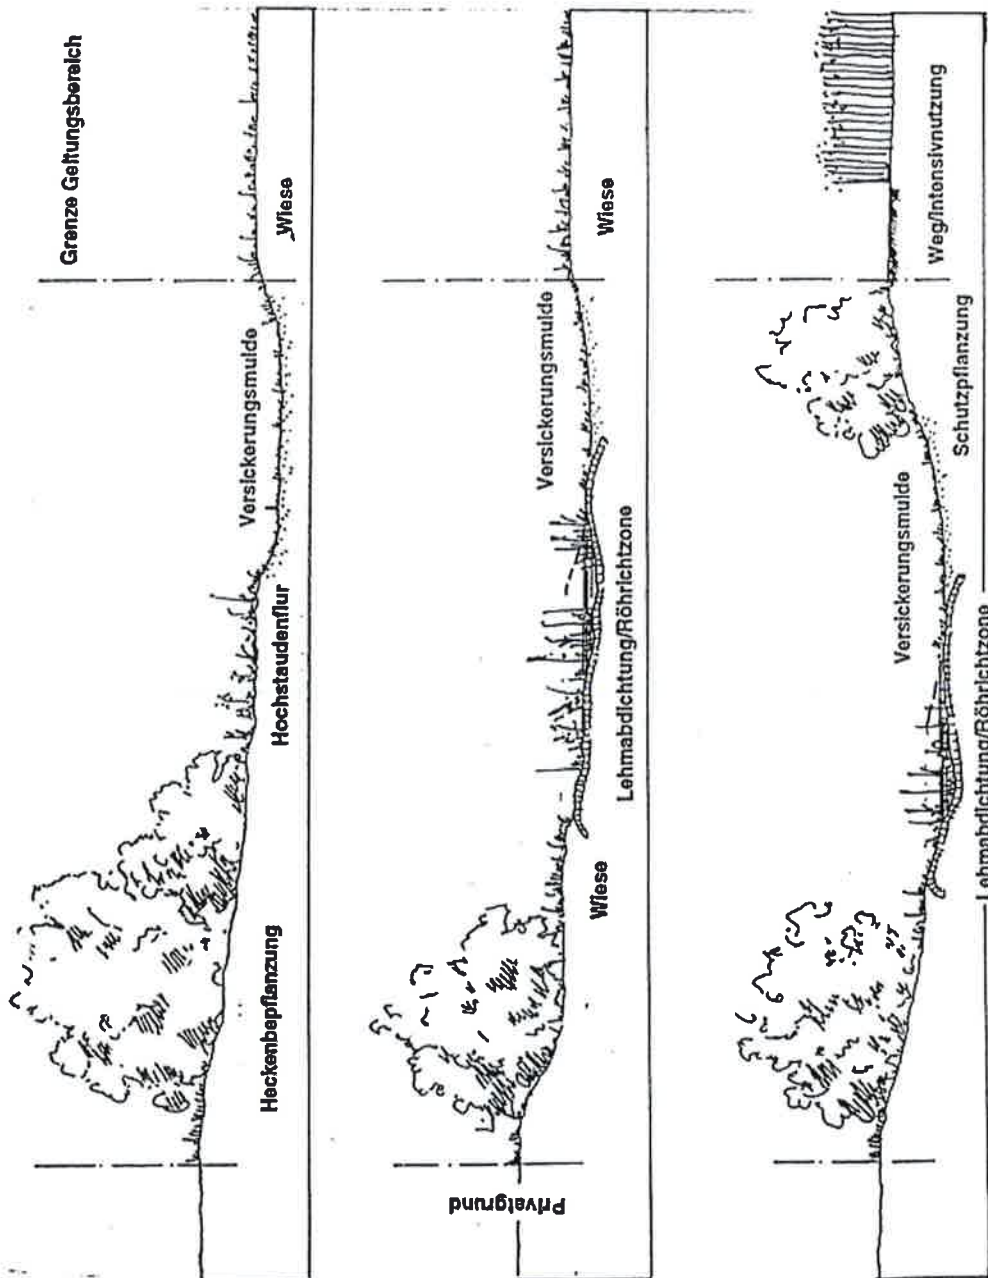 Grenze Geltungsbereich
Heckenbepflanzung
Hochstaudenflur
Versickerungsmulde
Wiese
Privatgrund
Wiese
Lehmabdichtung/Röhrichtzone
Versickerungsmulde
Wiese
Lehmabdichtung/Röhrichtzone
Versickerungsmulde
Schutzpflanzung
Weg/Intensivnutzung